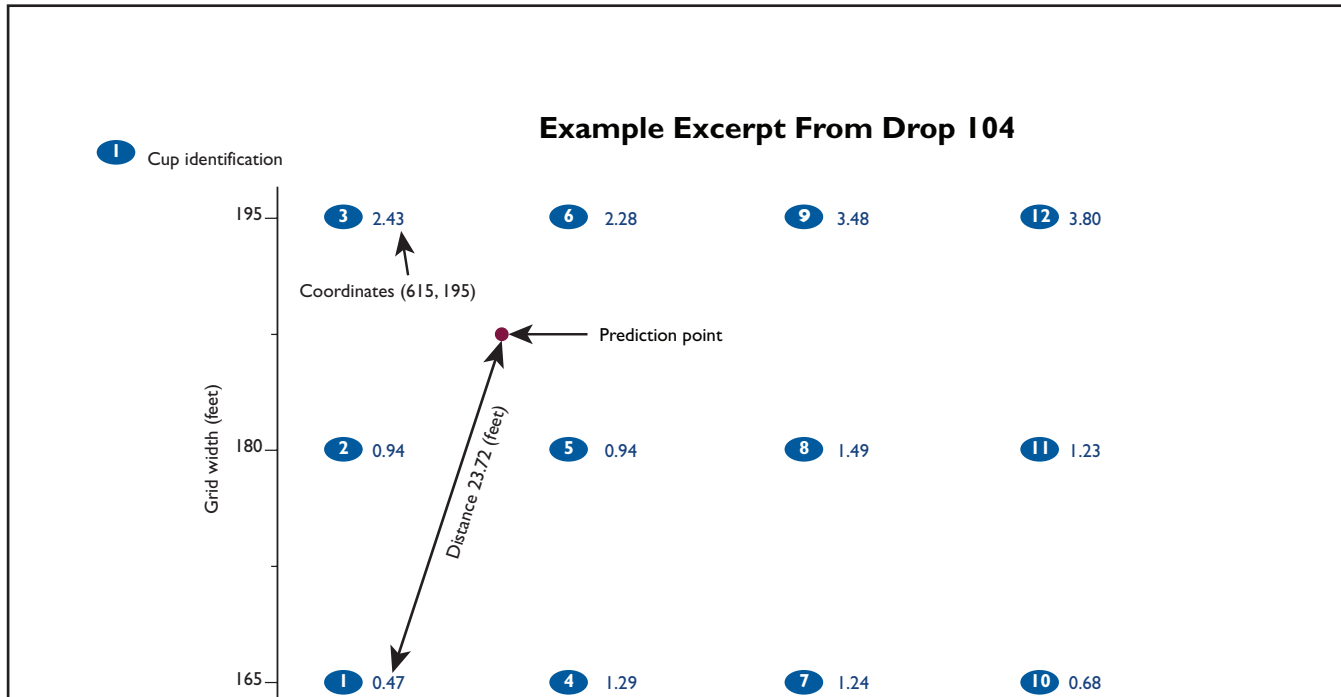 Example Excerpt From Drop 104
1 Cup identification
195 3 2.43 6 2.28 9 3.48 12 3.80
Coordinates (615, 195)
Prediction point
Grid width (feet)
Distance 23.72 (feet)
180 2 0.94 5 0.94 8 1.49 11 1.23
165 1 0.47 4 1.29 7 1.24 10 0.68